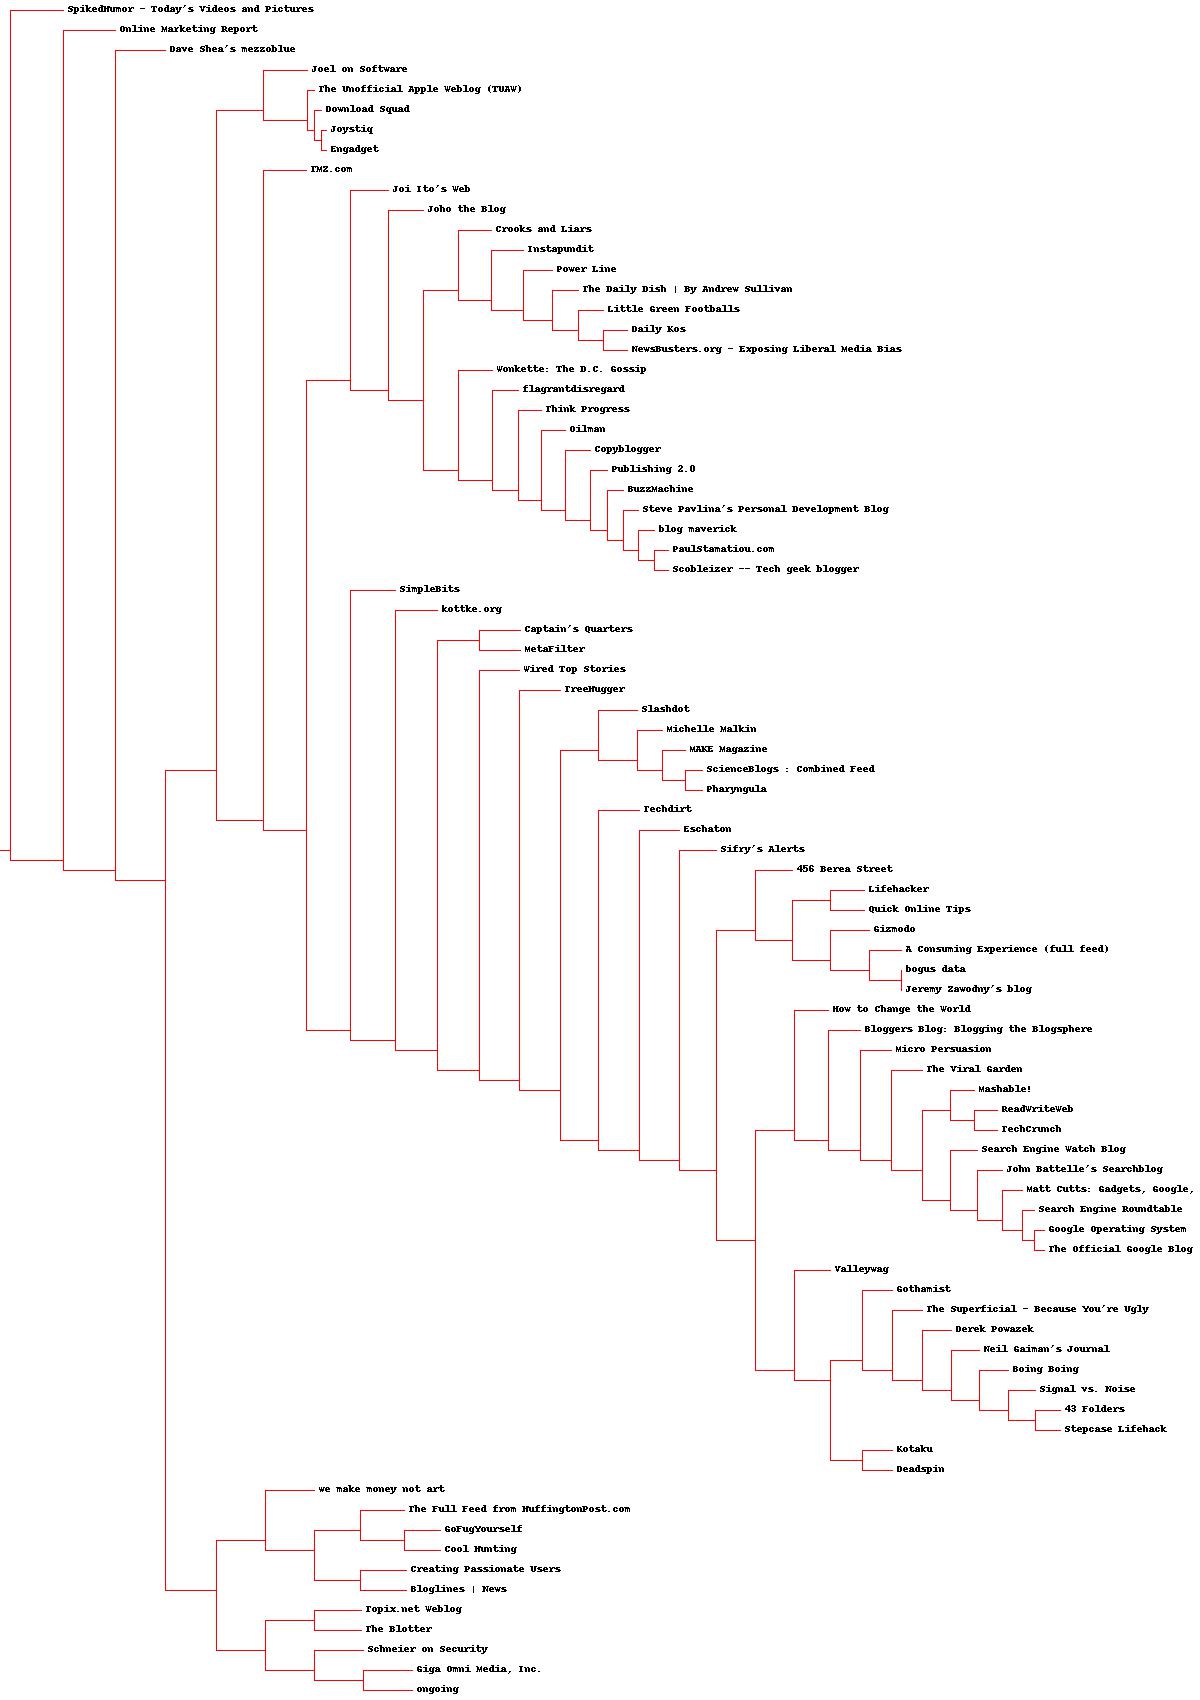 SpikedHumor - Today's Videos and Pictures
Online Marketing Report
Dave Shea's mezzoblue
Joel on Software
The Unofficial Apple Weblog (TUAW)
Download Squad
Joystiq
Engadget
TMZ.com
Joi Ito's Web
Joho the Blog
Crooks and Liars
Instapundit
Power Line
The Daily Dish | By Andrew Sullivan
Little Green Footballs
Daily Kos
NewsBusters.org - Exposing Liberal Media Bias
Wonkette: The D.C. Gossip
flagrantdisregard
Think Progress
Oilman
Copyblogger
Publishing 2.0
BuzzMachine
Steve Pavlina's Personal Development Blog
blog maverick
PaulStamatiou.com
Scobleizer -- Tech geek blogger
SimpleBits
kottke.org
Captain's Quarters
MetaFilter
Wired Top Stories
TreeHugger
Slashdot
Michelle Malkin
MAKE Magazine
ScienceBlogs : Combined Feed
Pharyngula
Techdirt
Eschaton
Sifry's Alerts
456 Berea Street
Lifehacker
Quick Online Tips
Gizmodo
A Consuming Experience (full feed)
bogus data
Jeremy Zawodny's blog
How to Change the World
Bloggers Blog: Blogging the Blogsphere
Micro Persuasion
The Viral Garden
Mashable!
ReadWriteWeb
TechCrunch
Search Engine Watch Blog
John Battelle's Searchblog
Matt Cutts: Gadgets, Google,
Search Engine Roundtable
Google Operating System
The Official Google Blog
Valleywag
Gothamist
The Superficial - Because You're Ugly
Derek Powazek
Neil Gaiman's Journal
Boing Boing
Signal vs. Noise
43 Folders
Stepcase Lifehack
Kotaku
Deadspin
we make money not art
The Full Feed from HuffingtonPost.com
GoFugYourself
Cool Hunting
Creating Passionate Users
Bloglines | News
Topix.net Weblog
The Blotter
Schneier on Security
Giga Omni Media, Inc.
ongoing